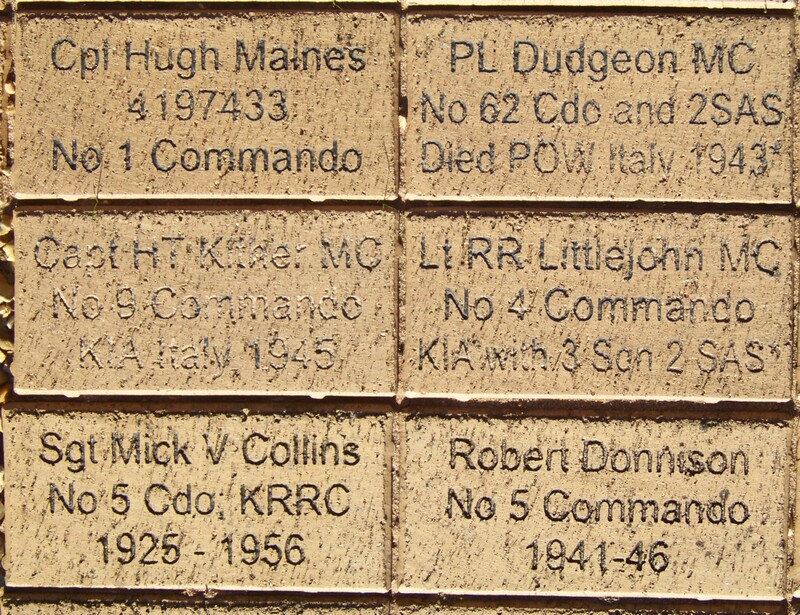 Cpl Hugh Maines
4197433
No 1 Commando
PL Dudgeon MC
No 62 Cdo and 2SAS
Died POW Italy 1943*
Capt HT MC
No 9 Commando
KIA Italy 1945
Lt RR Littlejohn MC
No 4 Commando
KIA with 3 Sqn 2 SAS*
Sgt Mick V Collins
No 5 Cdo, KRRC
1925 - 1956
Robert Donnison
No 5 Commando
1941-46